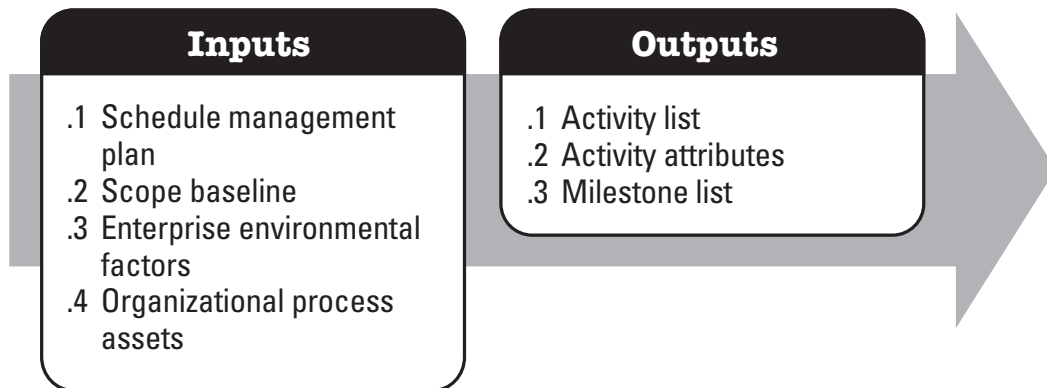 Inputs
.1 Schedule management
plan
.2 Scope baseline
.3 Enterprise environmental
factors
.4 Organizational process
assets
Outputs
.1 Activity list
.2 Activity attributes
.3 Milestone list